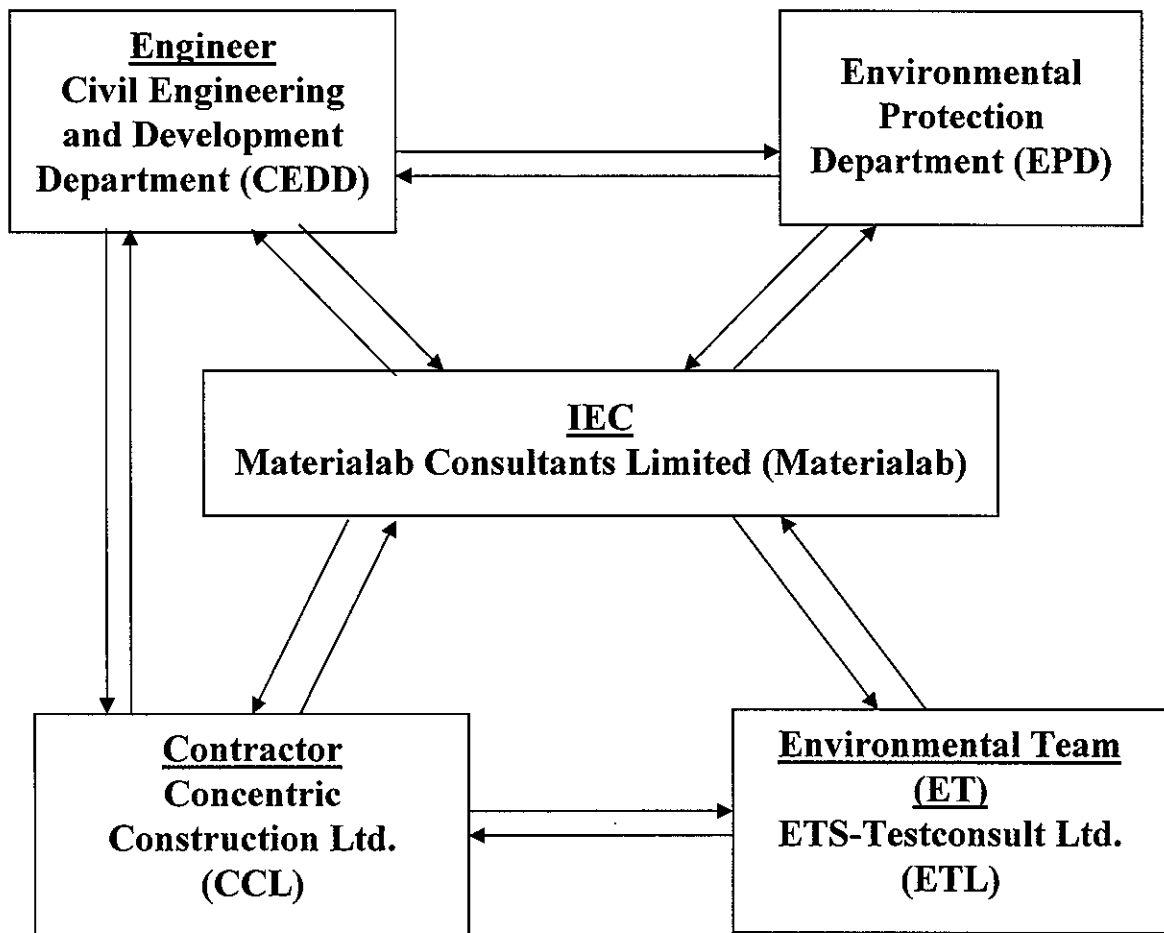 Engineer
Civil Engineering
and Development
Department (CEDD)
Environmental
Protection
Department (EPD)
IEC
Materialab Consultants Limited (Materialab)
Contractor
Concentric
Construction Ltd.
(CCL)
Environmental Team
(ET)
ETS-Testconsult Ltd.
(ETL)